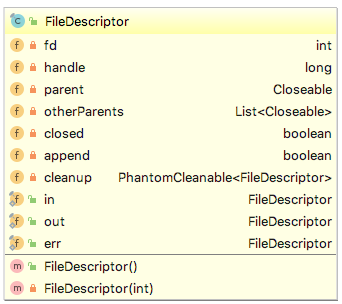 FileDescriptor
fd int
handle long
parent Closeable
otherParents List<Closeable>
closed boolean
append boolean
cleanup PhantomCleanable<FileDescriptor>
in FileDescriptor
out FileDescriptor
err FileDescriptor
FileDescriptor()
FileDescriptor(int)